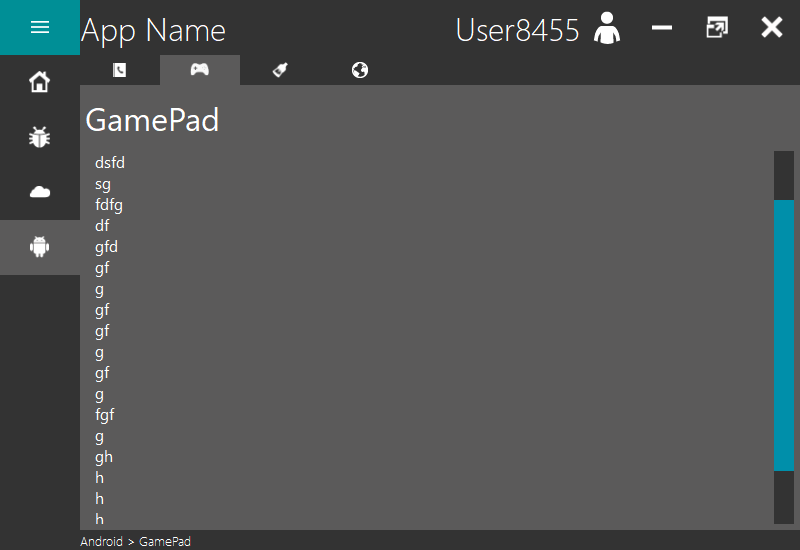 App Name
User8455
GamePad
dsfd
sg
fdfg
df
gfd
gf
g
gf
gf
g
gf
g
fgf
g
gh
h
h
h
Android > GamePad